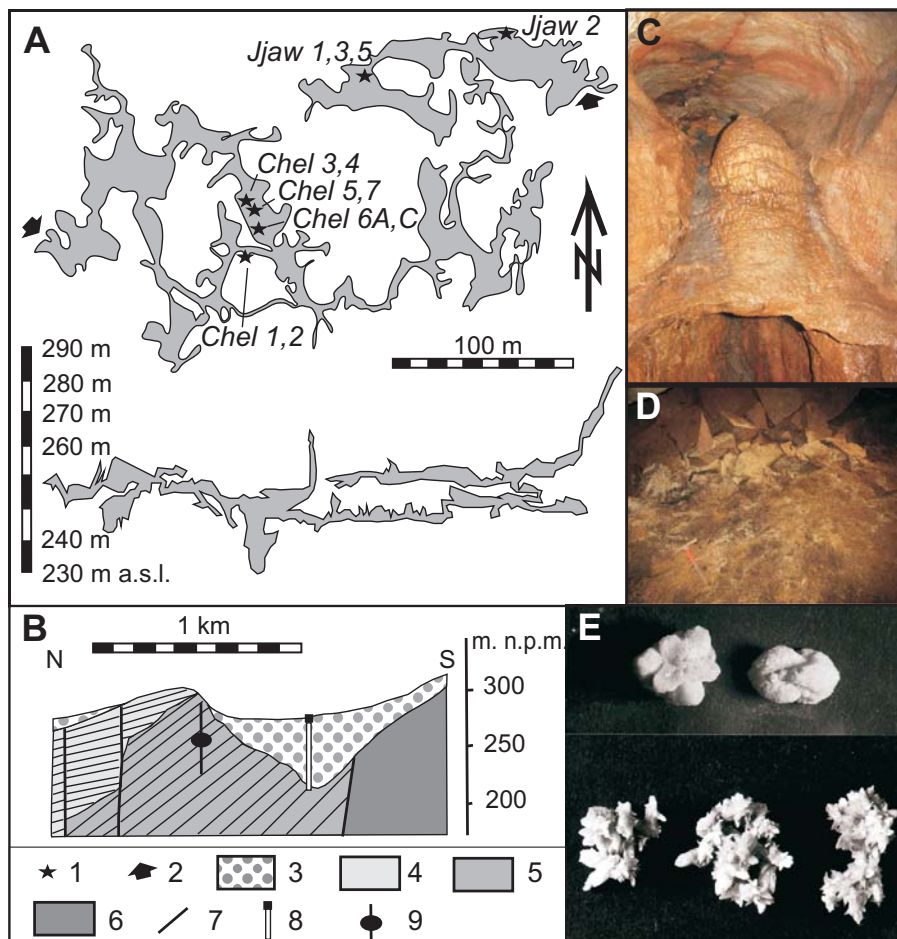 A
Jjaw 1,3,5
Jjaw 2
Chel 3,4
Chel 5,7
Chel 6A,C
Chel 1,2
N
100 m
290 m
280 m
270 m
260 m
240 m
230 m a.s.l.
B
1 km
N
S
m. n.p.m.
300
250
200
1
2
3
4
5
6
7
8
9
C
D
E